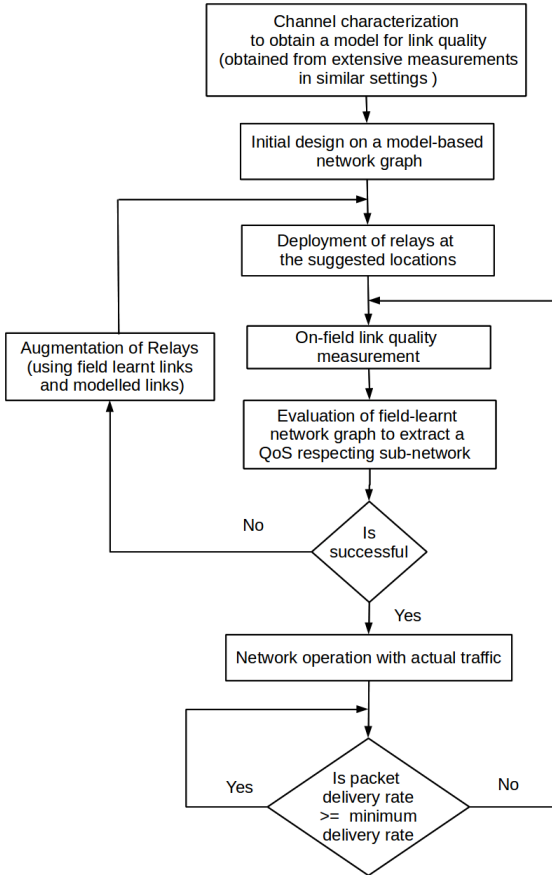 Channel characterization
to obtain a model for link quality
(obtained from extensive measurements
in similar settings )
Initial design on a model-based
network graph
Deployment of relays at
the suggested locations
On-field link quality
measurement
Augmentation of Relays
(using field learnt links
and modelled links)
Evaluation of field-learnt
network graph to extract a
QoS respecting sub-network
Is
successful
No
Yes
Network operation with actual traffic
Is packet
delivery rate
>= minimum
delivery rate
Yes
No